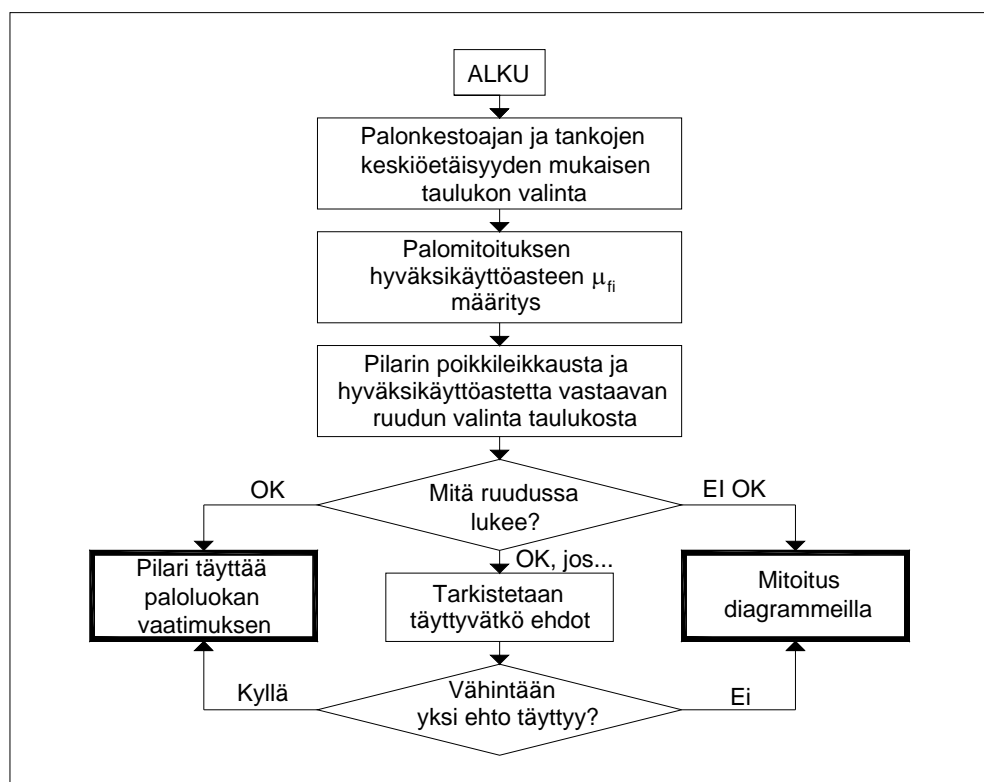 ALKU
Palonkestoajan ja tankojen
keskiöetäisyyden mukaisen
taulukon valinta
Palomitoituksen
hyväksikäyttöasteen μfi
määritys
Pilarin poikkileikkausta ja
hyväksikäyttöastetta vastaavan
ruudun valinta taulukosta
OK
Mitä ruudussa
lukee?
EI OK
OK, jos...
Pilari täyttää
paloluokan
vaatimuksen
Tarkistetaan
täyttyvätkö ehdot
Mitoitus
diagrammeilla
Kyllä
Vähintään
yksi ehto täyttyy?
Ei